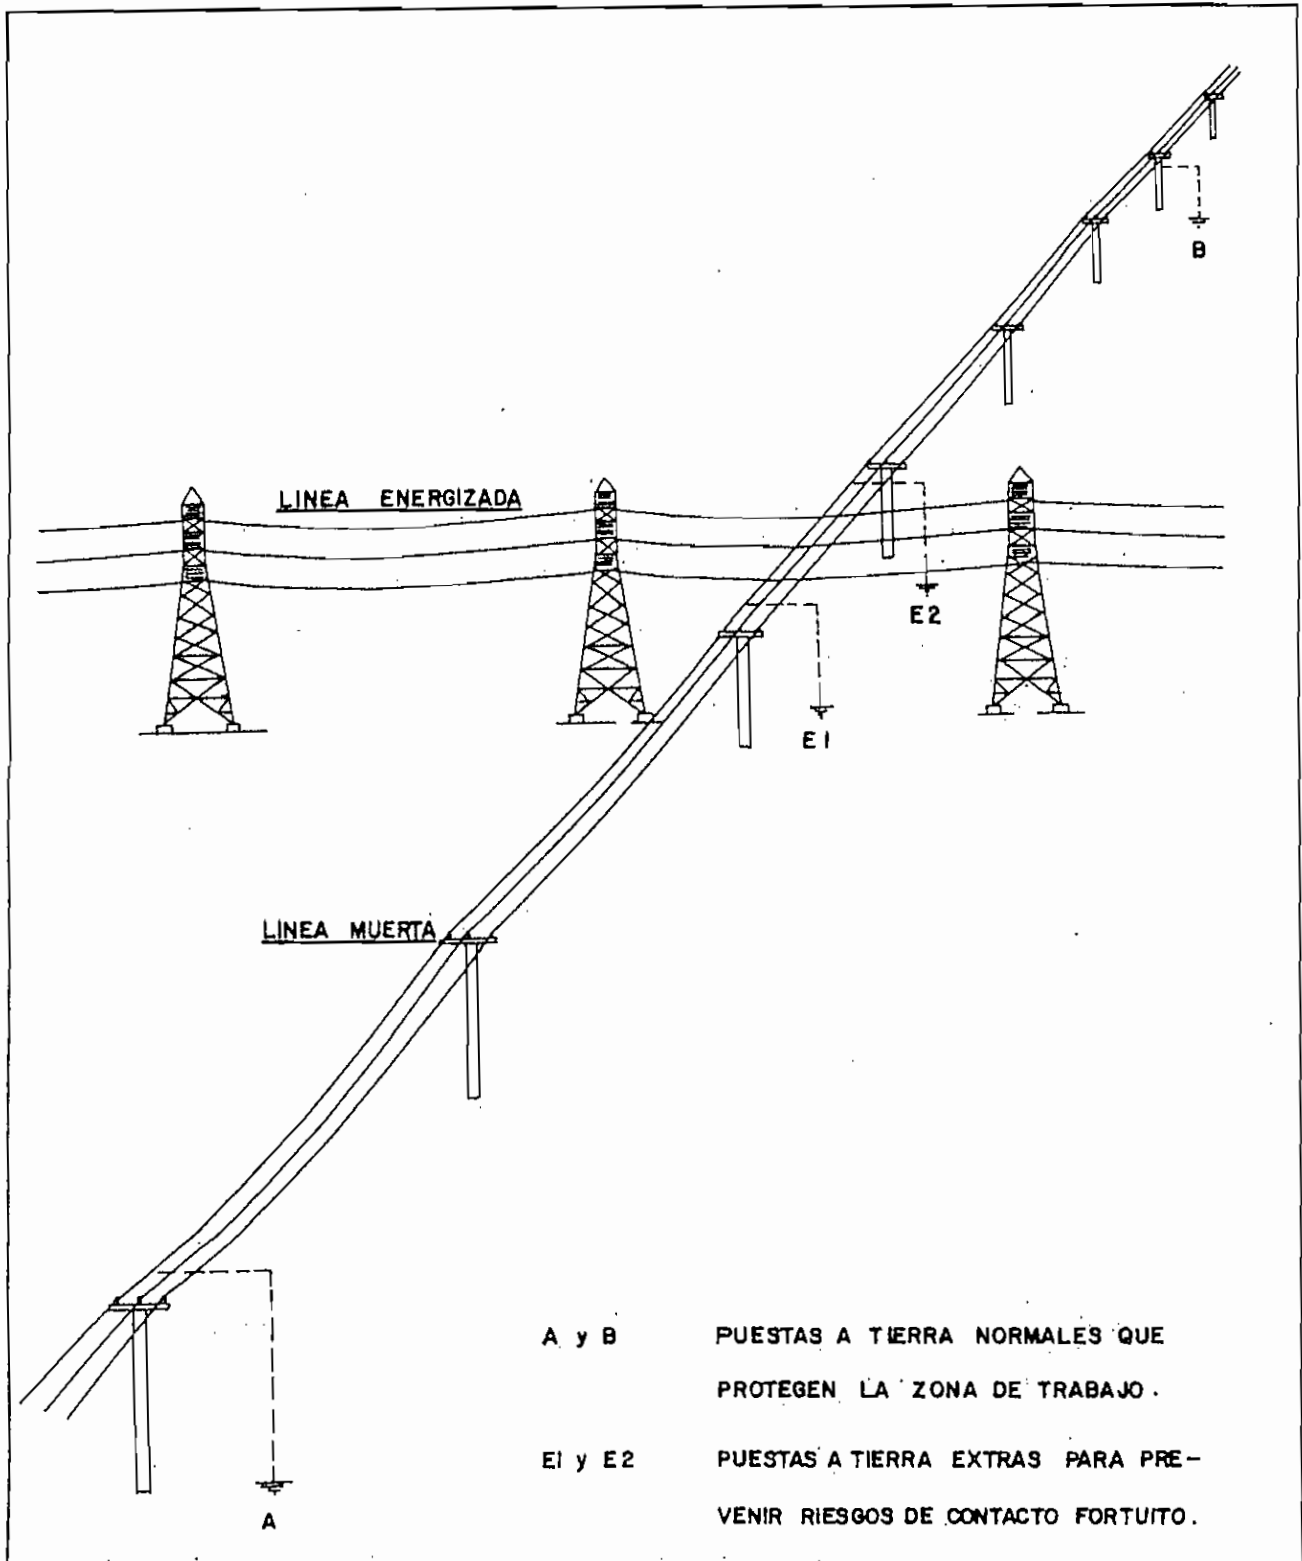 B
LINEA ENERGIZADA
E2
E1
LINEA MUERTA
A y B PUESTAS A TIERRA NORMALES QUE
PROTEGEN LA ZONA DE TRABAJO.
E1 y E2 PUESTAS A TIERRA EXTRAS PARA PRE-
VENIR RIESGOS DE CONTACTO FORTUITO.
A